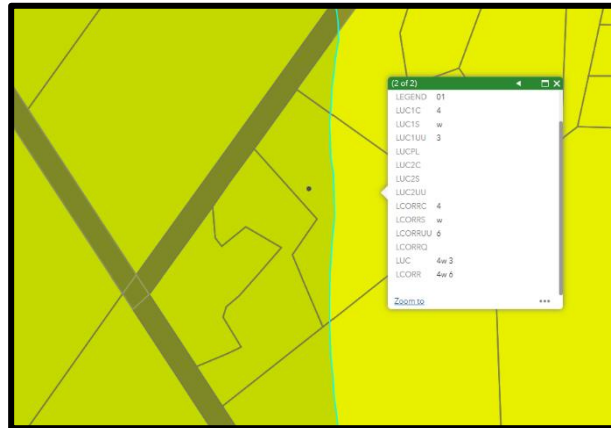 (2 of 2)
LEGEND 01
LUC1C 4
LUC1S w
LUC1UU 3
LUCPL
LUC2C
LUC2S
LUC2UU
LCORRC 4
LCORRS w
LCORRUU 6
LCORRQ
LUC 4w 3
LCORR 4w 6
Zoom to